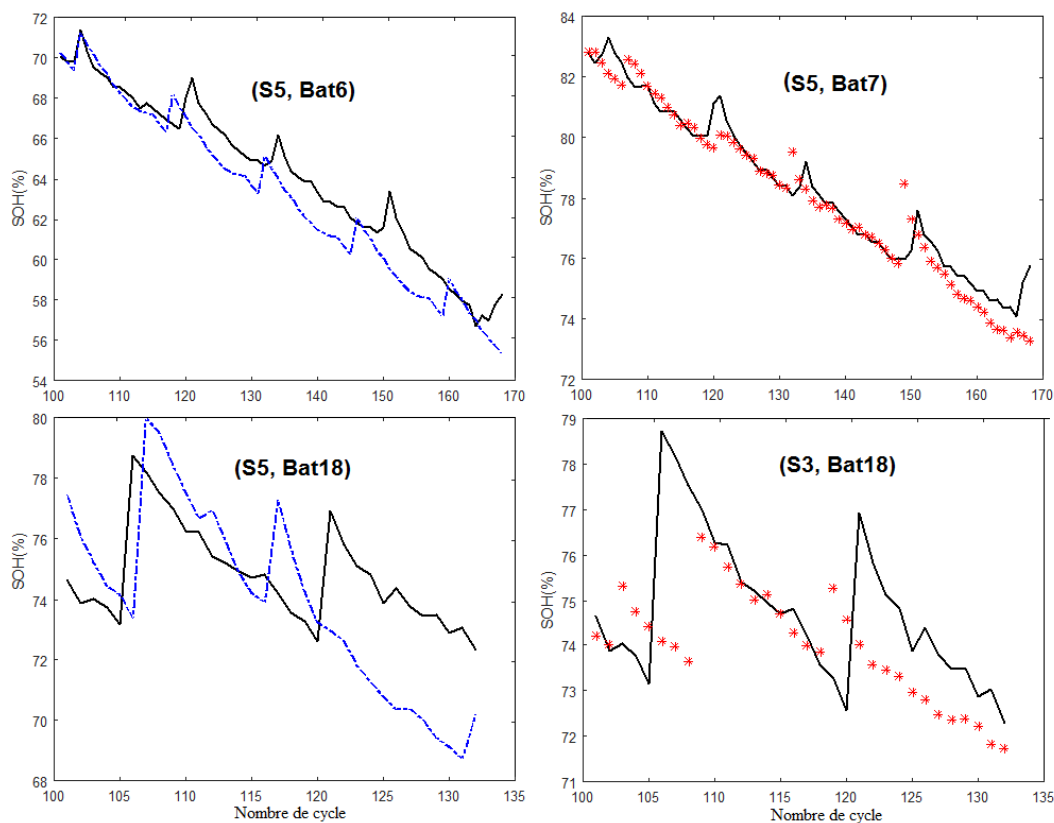 72
70
68
66
64
62
60
58
56
54
SOH(%)
(S5, Bat6)
100 110 120 130 140 150 160 170
84
82
80
78
76
74
72
SOH(%)
(S5, Bat7)
100 110 120 130 140 150 160 170
80
78
76
74
72
70
68
SOH(%)
(S5, Bat18)
100 105 110 115 120 125 130 135
Nombre de cycle
79
78
77
76
75
74
73
72
71
SOH(%)
(S3, Bat18)
100 105 110 115 120 125 130 135
Nombre de cycle